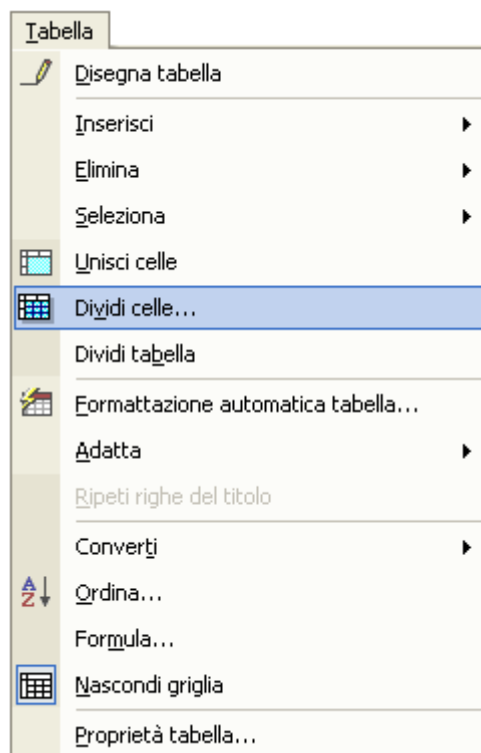 Tabella
Disegna tabella
Inserisci
Elimina
Seleziona
Unisci celle
Dividi celle...
Dividi tabella
Formattazione automatica tabella...
Adatta
Ripeti righe del titolo
Converti
Ordina...
Formula...
Nascondi griglia
Proprietà tabella...